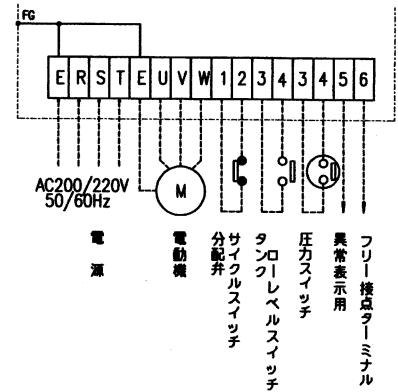 FG
E R S T E U V W 1 2 3 4 3 4 5 6
AC200/220V
50/60Hz
M
電源
電動機
分配弁
サイクルスイッチ
タンク
ローレベルスイッチ
圧力スイッチ
異常表示用
フリー接点ターミナル